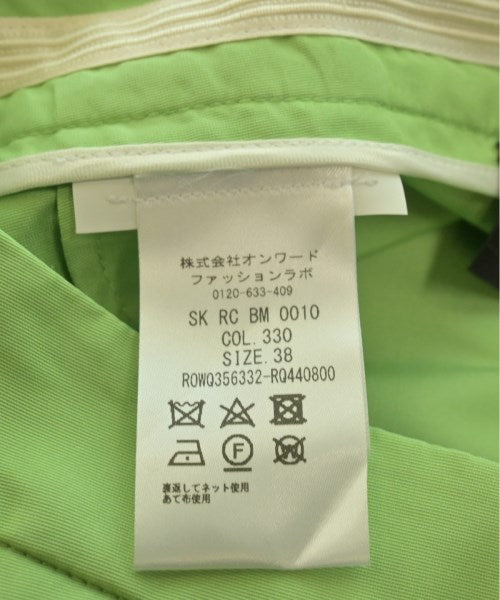 株式会社オンワード
ファッションラボ
0120-633-409
SK RC BM 0010
COL.330
SIZE.38
ROWQ356332-RQ440800
F
W
裏返してネット使用
あて布使用